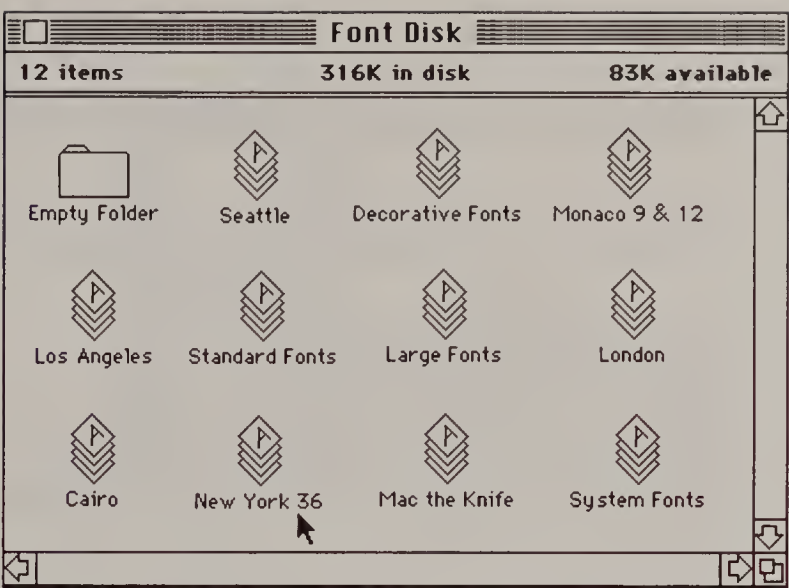 Font Disk
12 items 316K in disk 83K available
Empty Folder Seattle Decorative Fonts Monaco 9 & 12
Los Angeles Standard Fonts Large Fonts London
Cairo New York 36 Mac the Knife System Fonts